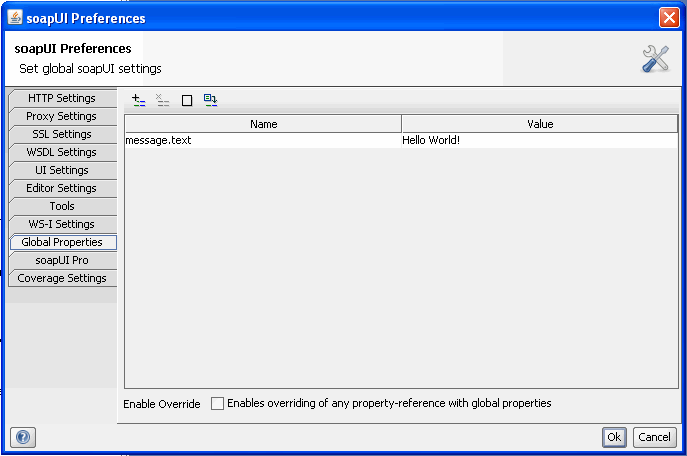 soapUI Preferences
soapUI Preferences
Set global soapUI settings
HTTP Settings
Proxy Settings
SSL Settings
WSDL Settings
UI Settings
Editor Settings
Tools
WS-I Settings
Global Properties
soapUI Pro
Coverage Settings
Name Value
message.text Hello World!
Enable Override Enables overriding of any property-reference with global properties
Ok Cancel